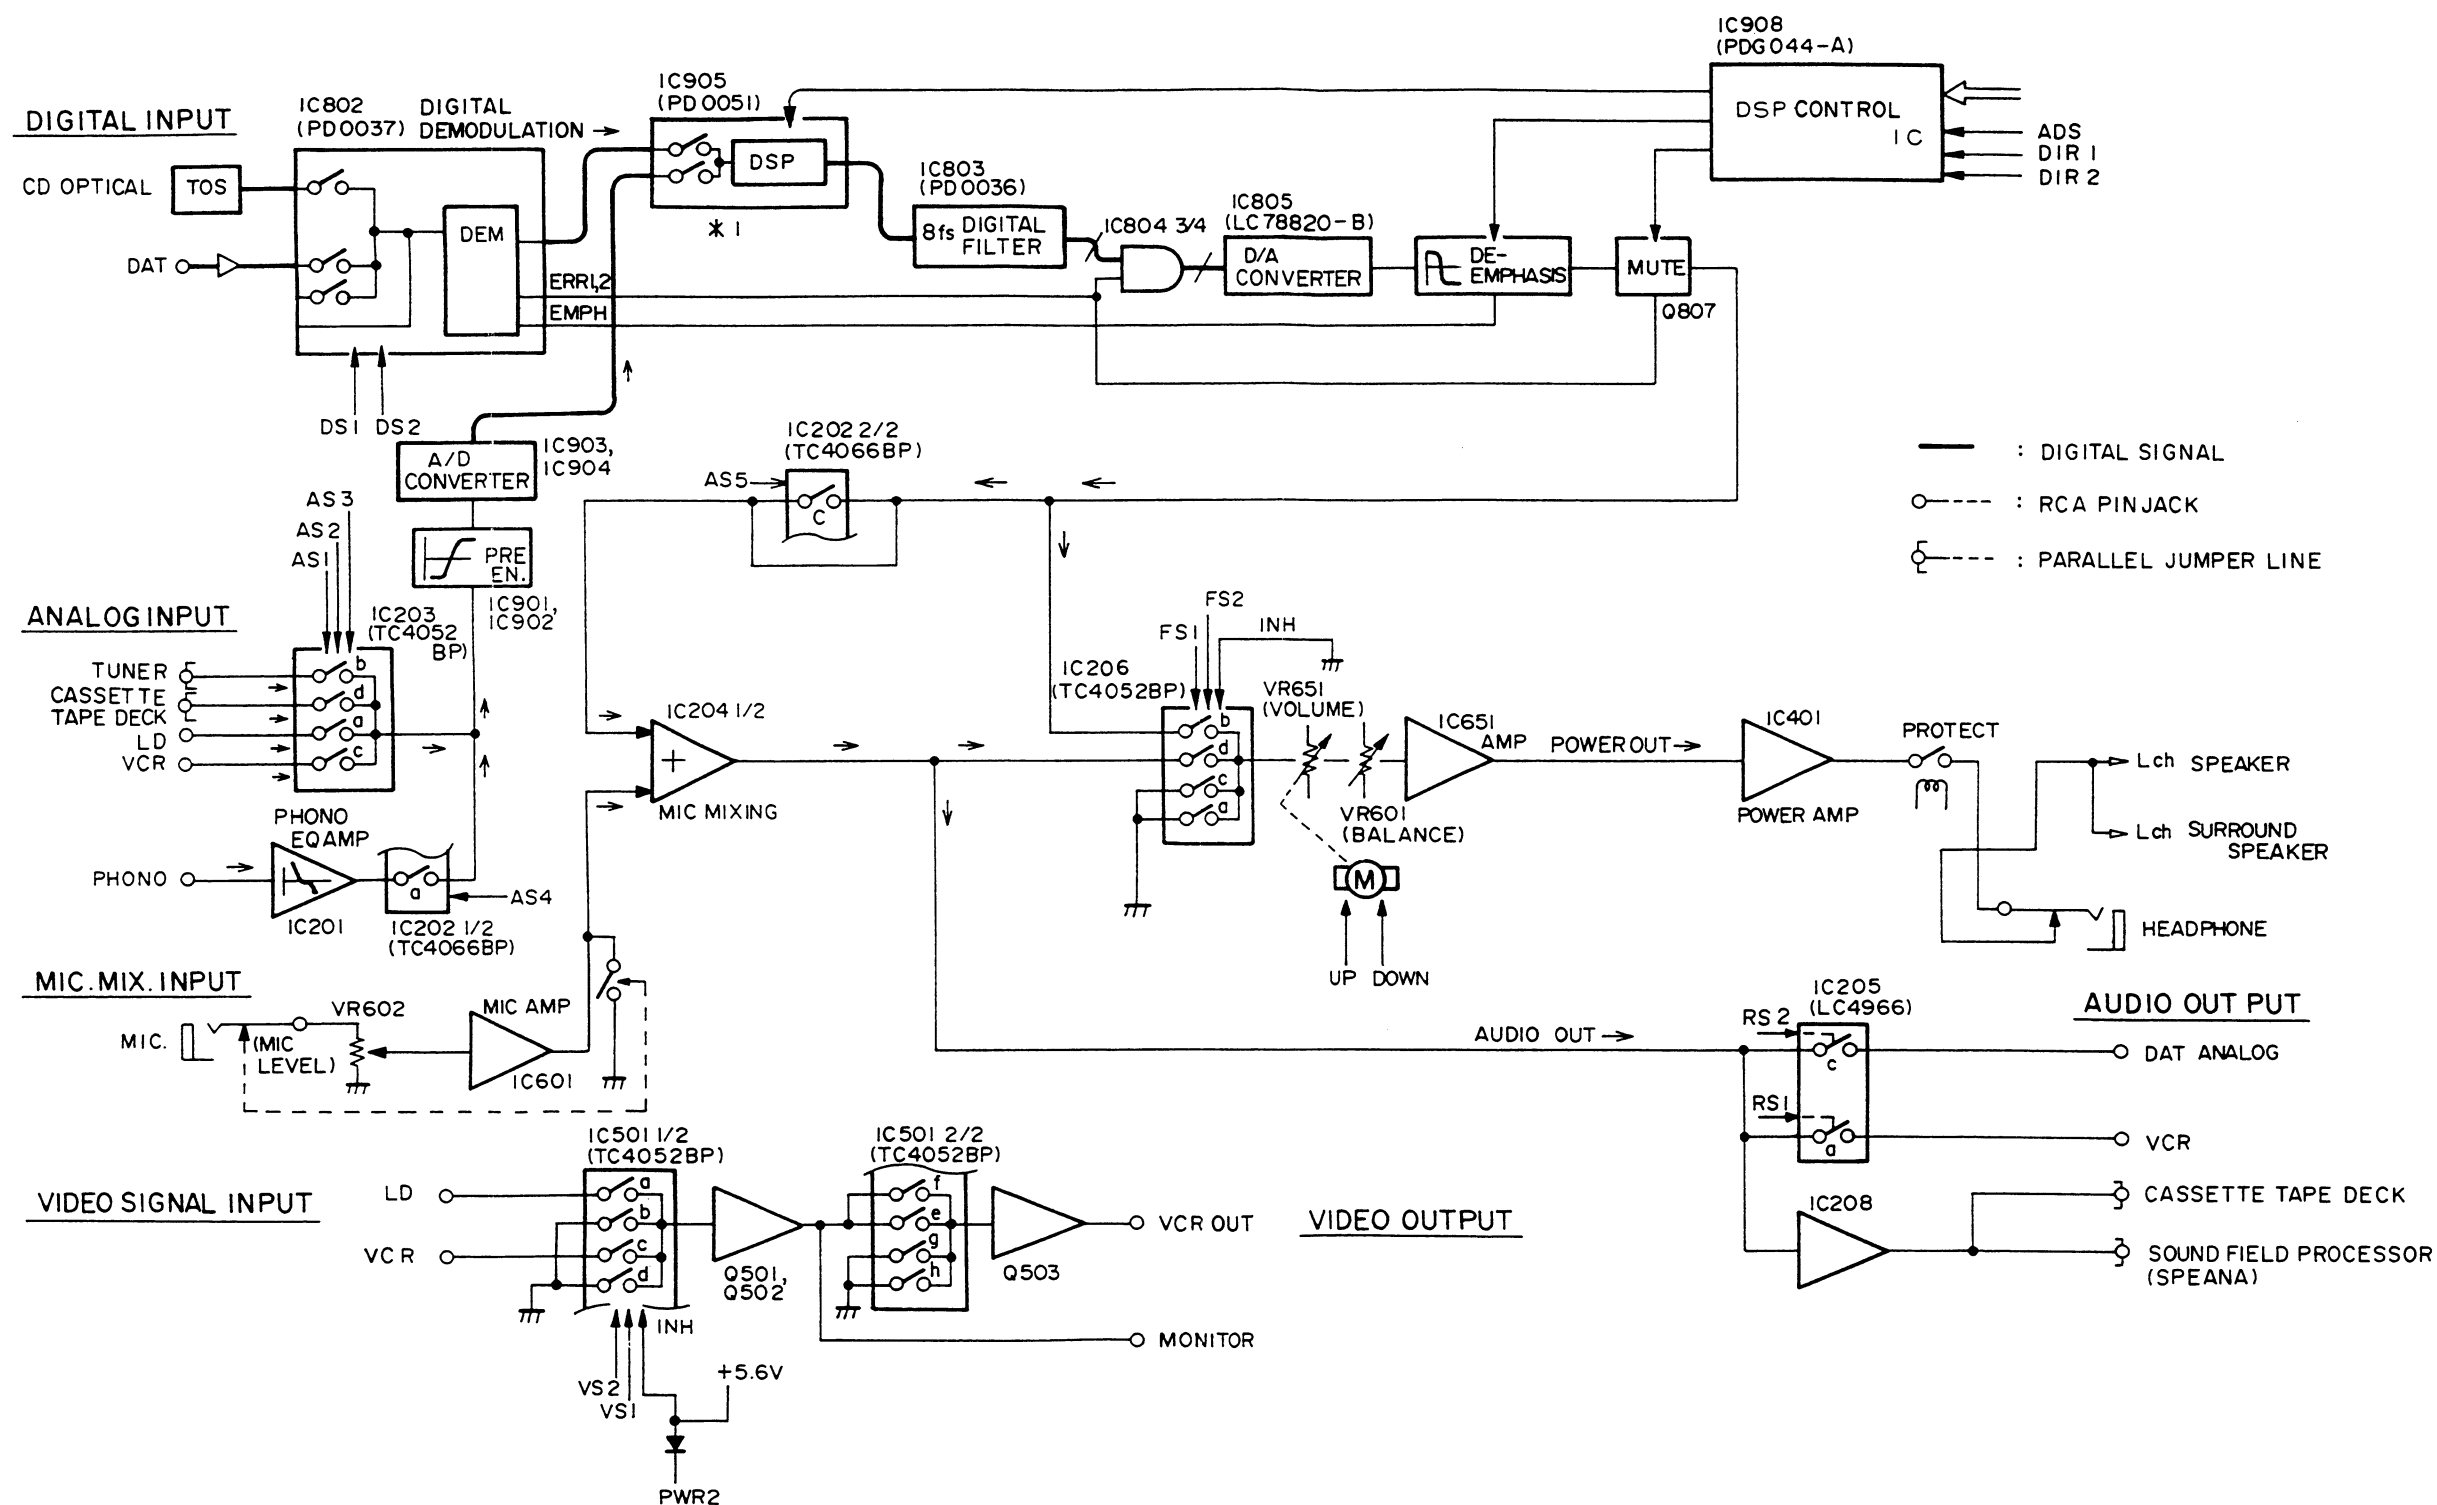 DIGITAL INPUT
IC802
(PD0037)
DIGITAL
DEMODULATION →
CD OPTICAL
TOS
DAT
DEM
ERR1,2
EMPH
DS1 DS2
IC905
(PD0051)
DSP
* 1
IC803
(PD0036)
8fs DIGITAL
FILTER
IC804 3/4
IC805
(LC78820-B)
D/A
CONVERTER
DE-
EMPHASIS
MUTE
Q807
IC908
(PDG044-A)
DSP CONTROL
IC
ADS
DIR 1
DIR 2
: DIGITAL SIGNAL
: RCA PIN JACK
: PARALLEL JUMPER LINE
A/D
CONVERTER
IC903,
IC904
PRE
EN.
IC901,
IC902
AS3
AS2
AS1
ANALOG INPUT
IC203
(TC4052
BP)
TUNER
CASSETTE
TAPE DECK
LD
VCR
b
d
a
c
PHONO
EQ AMP
PHONO
IC201
a
AS4
IC202 1/2
(TC4066BP)
IC202 2/2
(TC4066BP)
AS5
C
IC204 1/2
+
MIC MIXING
FS2
FS1
INH
IC206
(TC4052BP)
b
d
c
a
VR651
(VOLUME)
VR601
(BALANCE)
M
UP DOWN
IC651
AMP
POWER OUT →
IC401
POWER AMP
PROTECT
Lch SPEAKER
Lch SURROUND
SPEAKER
HEADPHONE
MIC. MIX. INPUT
MIC.
VR602
(MIC
LEVEL)
MIC AMP
IC601
AUDIO OUT →
IC205
(LC4966)
RS2
c
RS1
a
AUDIO OUT PUT
DAT ANALOG
VCR
IC208
CASSETTE TAPE DECK
SOUND FIELD PROCESSOR
(SPEANA)
VIDEO SIGNAL INPUT
LD
VCR
IC501 1/2
(TC4052BP)
a
b
c
d
INH
VS2
VS1
+5.6V
PWR2
Q501,
Q502
IC501 2/2
(TC4052BP)
f
e
g
h
Q503
VCR OUT
MONITOR
VIDEO OUTPUT